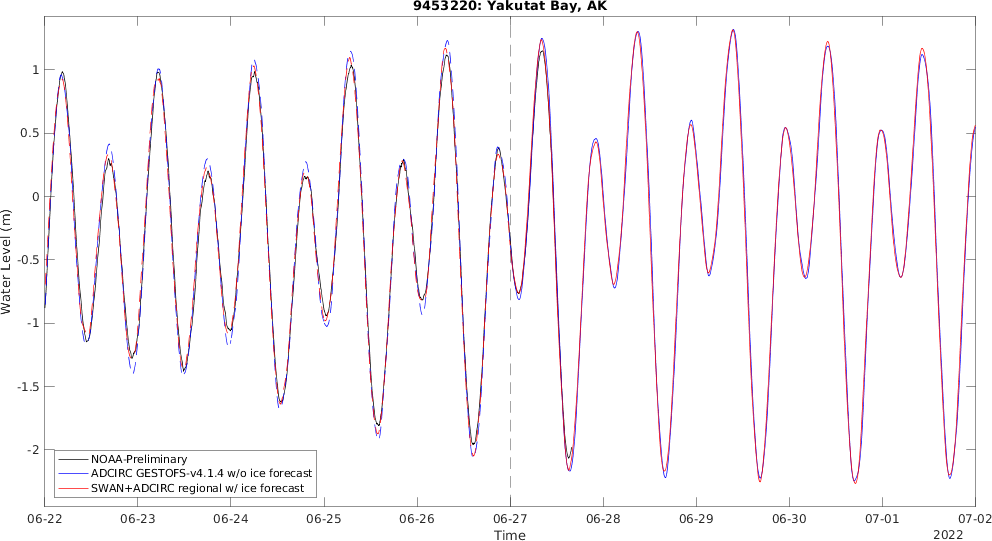 9453220: Yakutat Bay, AK
Water Level (m)
1
0.5
0
-0.5
-1
-1.5
-2
NOAA-Preliminary
ADCIRC GESTOFS-v4.1.4 w/o ice forecast
SWAN+ADCIRC regional w/ ice forecast
06-22 06-23 06-24 06-25 06-26 06-27 06-28 06-29 06-30 07-01 07-02
Time
2022